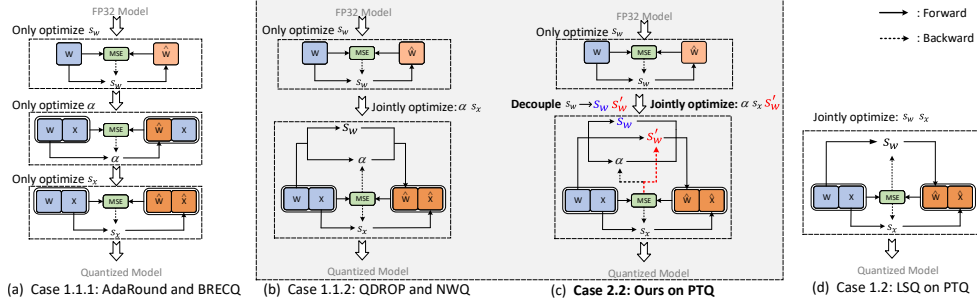 FP32 Model
Only optimize s_w
W
MSE
Ŵ
s_w
Only optimize α
W X
MSE
Ŵ X
α
Only optimize s_x
W X
MSE
Ŵ X̂
s_x
Quantized Model
(a) Case 1.1.1: AdaRound and BRECQ
FP32 Model
Only optimize s_w
W
MSE
Ŵ
s_w
Jointly optimize: α s_x
s_w
α
W X
MSE
Ŵ X̂
s_x
Quantized Model
(b) Case 1.1.2: QDROP and NWQ
FP32 Model
Only optimize s_w
W
MSE
Ŵ
s_w
Decouple s_w → s_w s'_w Jointly optimize: α s_x s'_w
s_w
s'_w
α
W X
MSE
Ŵ X̂
s_x
Quantized Model
(c) Case 2.2: Ours on PTQ
: Forward
: Backward
Jointly optimize: s_w s_x
s_w
W X
MSE
Ŵ X̂
s_x
(d) Case 1.2: LSQ on PTQ